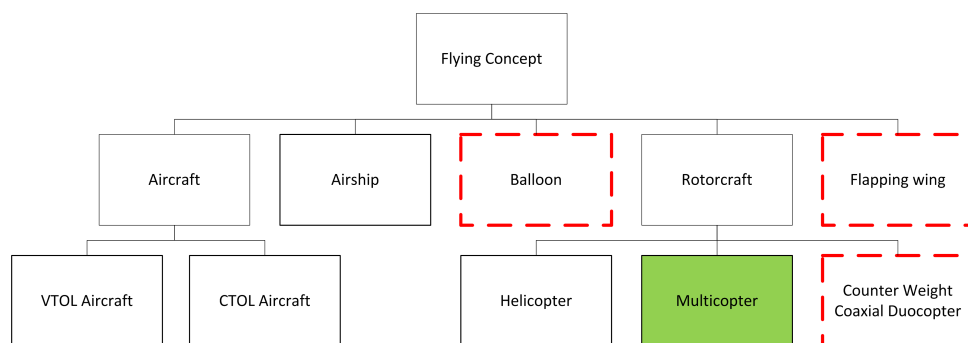 Flying Concept
Aircraft
Airship
Balloon
Rotorcraft
Flapping wing
VTOL Aircraft
CTOL Aircraft
Helicopter
Multicopter
Counter Weight
Coaxial Duocopter